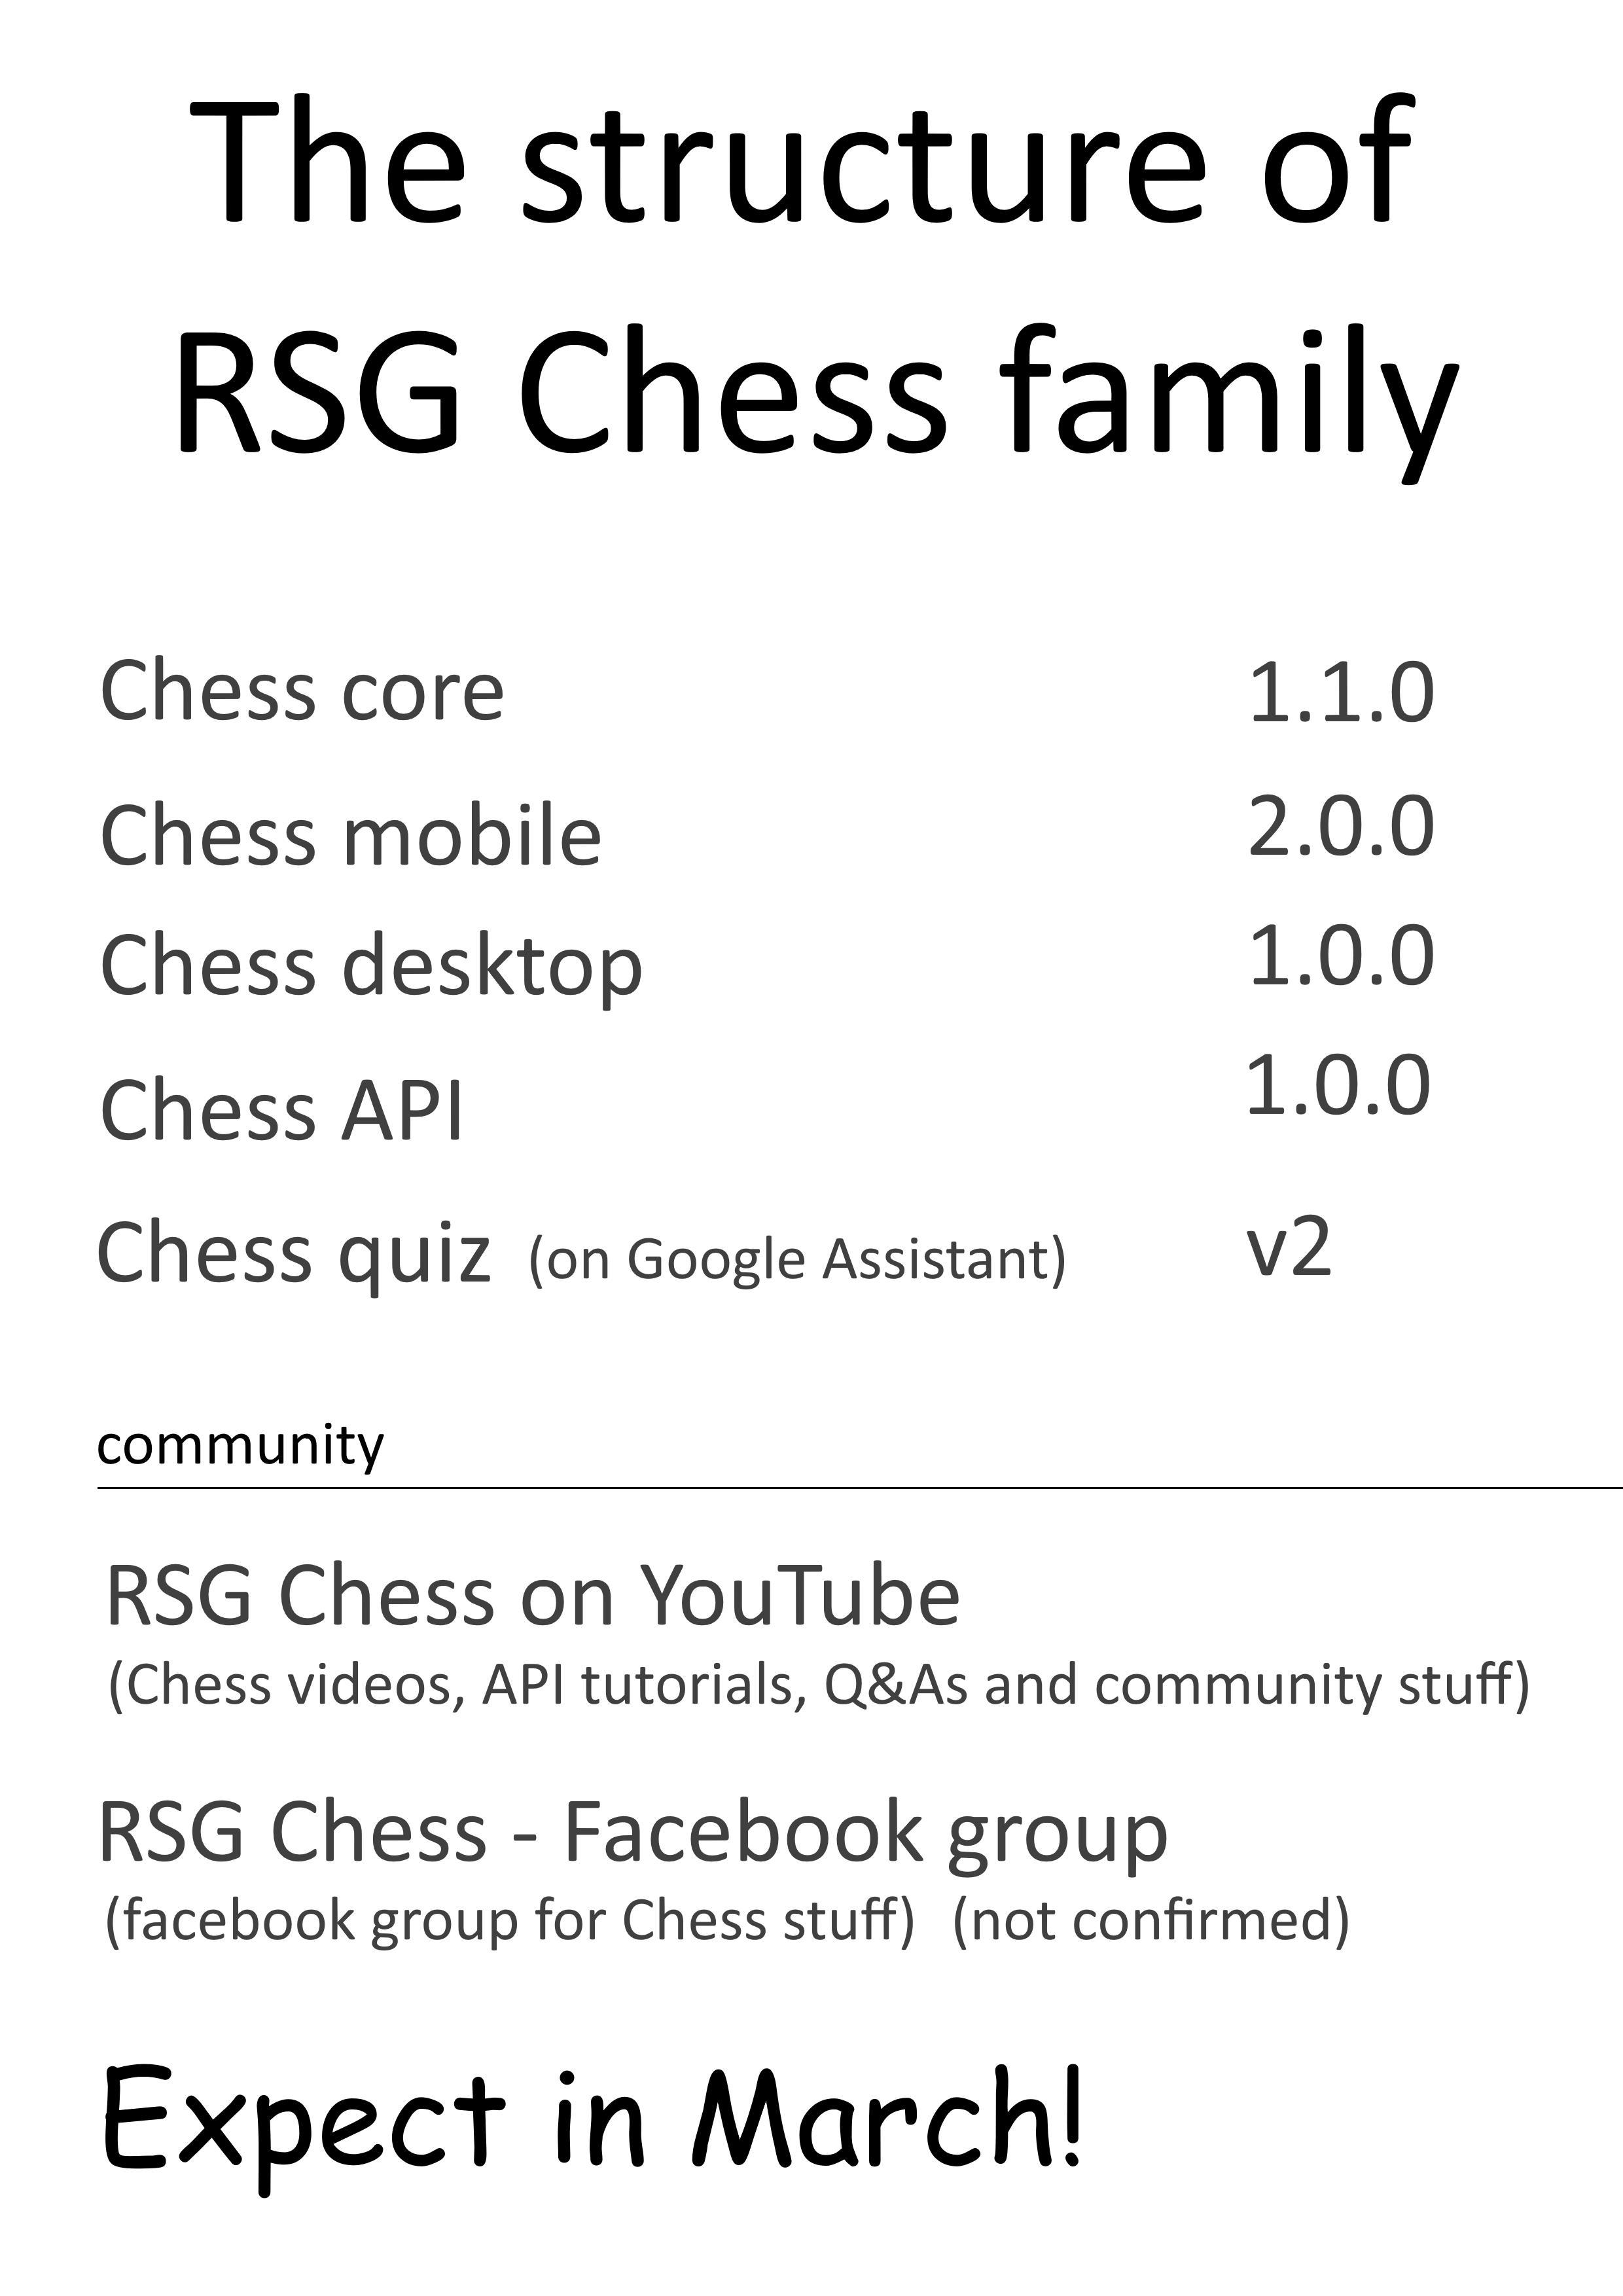 The structure of
RSG Chess family
Chess core 1.1.0
Chess mobile 2.0.0
Chess desktop 1.0.0
Chess API 1.0.0
Chess quiz (on Google Assistant) v2
community
RSG Chess on YouTube
(Chess videos, API tutorials, Q&As and community stuff)
RSG Chess - Facebook group
(facebook group for Chess stuff) (not confirmed)
Expect in March!